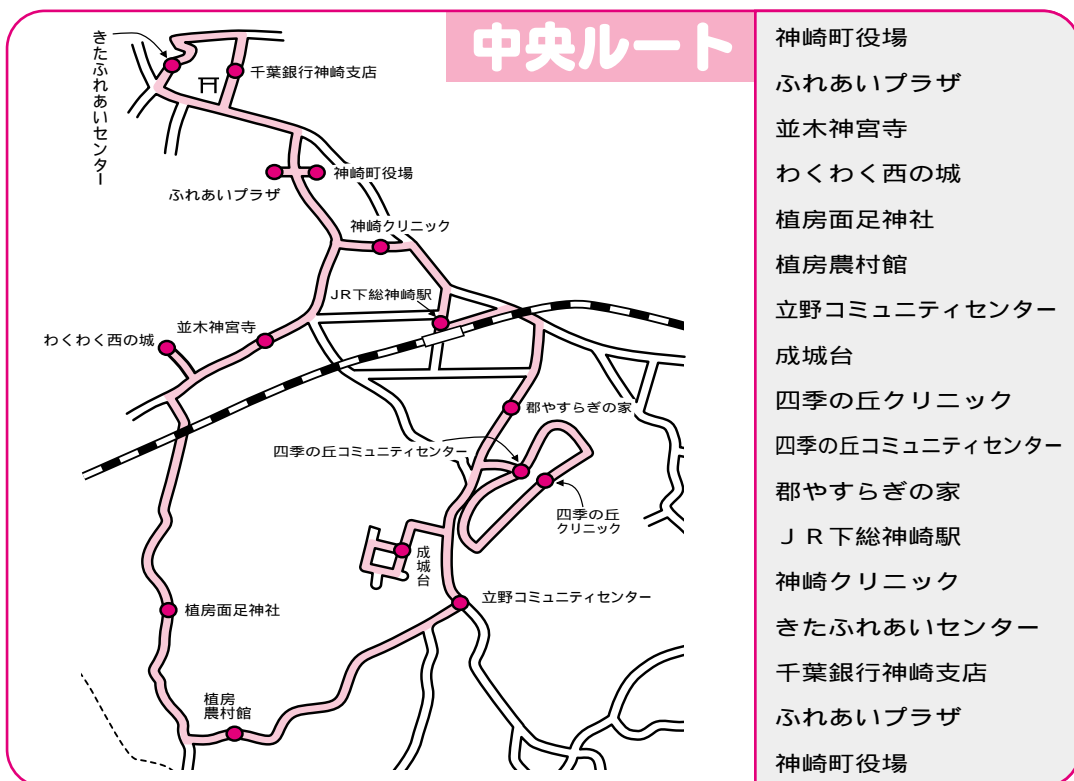 中央ルート
きたふれあいセンター
千葉銀行神崎支店
ふれあいプラザ
神崎町役場
神崎クリニック
JR下総神崎駅
並木神宮寺
わくわく西の城
郡やすらぎの家
四季の丘コミュニティセンター
四季の丘
クリニック
成城台
立野コミュニティセンター
植房面足神社
植房
農村館
神崎町役場
ふれあいプラザ
並木神宮寺
わくわく西の城
植房面足神社
植房農村館
立野コミュニティセンター
成城台
四季の丘クリニック
四季の丘コミュニティセンター
郡やすらぎの家
ＪＲ下総神崎駅
神崎クリニック
きたふれあいセンター
千葉銀行神崎支店
ふれあいプラザ
神崎町役場